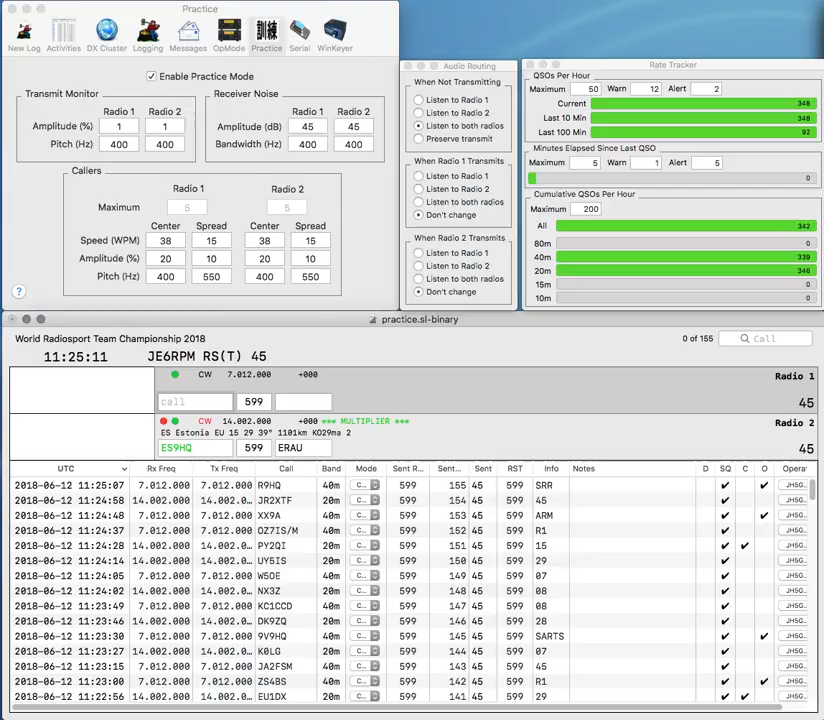 Practice
New Log Activities DX Cluster Logging Messages OpMode Practice Serial WinKeyer
訓練
Enable Practice Mode
Transmit Monitor
Radio 1 Radio 2
Amplitude (%) 1 1
Pitch (Hz) 400 400
Receiver Noise
Radio 1 Radio 2
Amplitude (dB) 45 45
Bandwidth (Hz) 400 400
Callers
Radio 1 Radio 2
Maximum 5 5
Center Spread Center Spread
Speed (WPM) 38 15 38 15
Amplitude (%) 20 10 20 10
Pitch (Hz) 400 550 400 550
?
Audio Routing
When Not Transmitting
Listen to Radio 1
Listen to Radio 2
Listen to both radios
Preserve transmit
When Radio 1 Transmits
Listen to Radio 1
Listen to Radio 2
Listen to both radios
Don't change
When Radio 2 Transmits
Listen to Radio 1
Listen to Radio 2
Listen to both radios
Don't change
Rate Tracker
QSOs Per Hour
Maximum 50 Warn 12 Alert 2
Current 348
Last 10 Min 348
Last 100 Min 92
Minutes Elapsed Since Last QSO
Maximum 5 Warn 1 Alert 5
0
Cumulative QSOs Per Hour
Maximum 200
All 342
80m 0
40m 339
20m 346
15m 0
10m 0
practice.sl-binary
World Radiosport Team Championship 2018 0 of 155 Call
11:25:11 JE6RPM RS(T) 45
CW 7.012.000 +000 Radio 1
call 599 45
CW 14.002.000 +000 *** MULTIPLIER *** Radio 2
ES Estonia EU 15 29 39° 1101km KO29ma 2
ES9HQ 599 ERAU 45
UTC Rx Freq Tx Freq Call Band Mode Sent R... Sent... Sent RST Info Notes D SQ C O Opera
2018-06-12 11:25:07 7.012.000 7.012.000 R9HQ 40m C... 599 155 45 599 SRR ✔ ✔ JH5G..
2018-06-12 11:24:58 14.002.000 14.002.0... JR2XTF 20m C... 599 154 45 599 45 ✔ JH5G..
2018-06-12 11:24:48 7.012.000 7.012.000 XX9A 40m C... 599 153 45 599 ARM ✔ ✔ JH5G..
2018-06-12 11:24:37 7.012.000 7.012.000 OZ7IS/M 40m C... 599 152 45 599 R1 ✔ JH5G..
2018-06-12 11:24:28 14.002.000 14.002.0... PY2QI 20m C... 599 151 45 599 15 ✔ ✔ JH5G..
2018-06-12 11:24:14 14.002.000 14.002.0... UY5IS 20m C... 599 150 45 599 29 ✔ JH5G..
2018-06-12 11:24:05 7.012.000 7.012.000 W5OE 40m C... 599 149 45 599 07 ✔ JH5G..
2018-06-12 11:24:02 14.002.000 14.002.0... NX3Z 20m C... 599 148 45 599 08 ✔ JH5G..
2018-06-12 11:23:49 7.012.000 7.012.000 KC1CCD 40m C... 599 147 45 599 08 ✔ JH5G..
2018-06-12 11:23:46 14.002.000 14.002.0... DK9ZQ 20m C... 599 146 45 599 28 ✔ JH5G..
2018-06-12 11:23:30 7.012.000 7.012.000 9V9HQ 40m C... 599 145 45 599 SARTS ✔ ✔ JH5G..
2018-06-12 11:23:27 14.002.000 14.002.0... K0LG 20m C... 599 144 45 599 07 ✔ JH5G..
2018-06-12 11:23:15 7.012.000 7.012.000 JA2FSM 40m C... 599 143 45 599 45 ✔ JH5G..
2018-06-12 11:23:00 7.012.000 7.012.000 ZS4BS 40m C... 599 142 45 599 R1 ✔ ✔ JH5G..
2018-06-12 11:22:56 14.002.000 14.002.0... EU1DX 20m C... 599 141 45 599 29 ✔ ✔ JH5G..